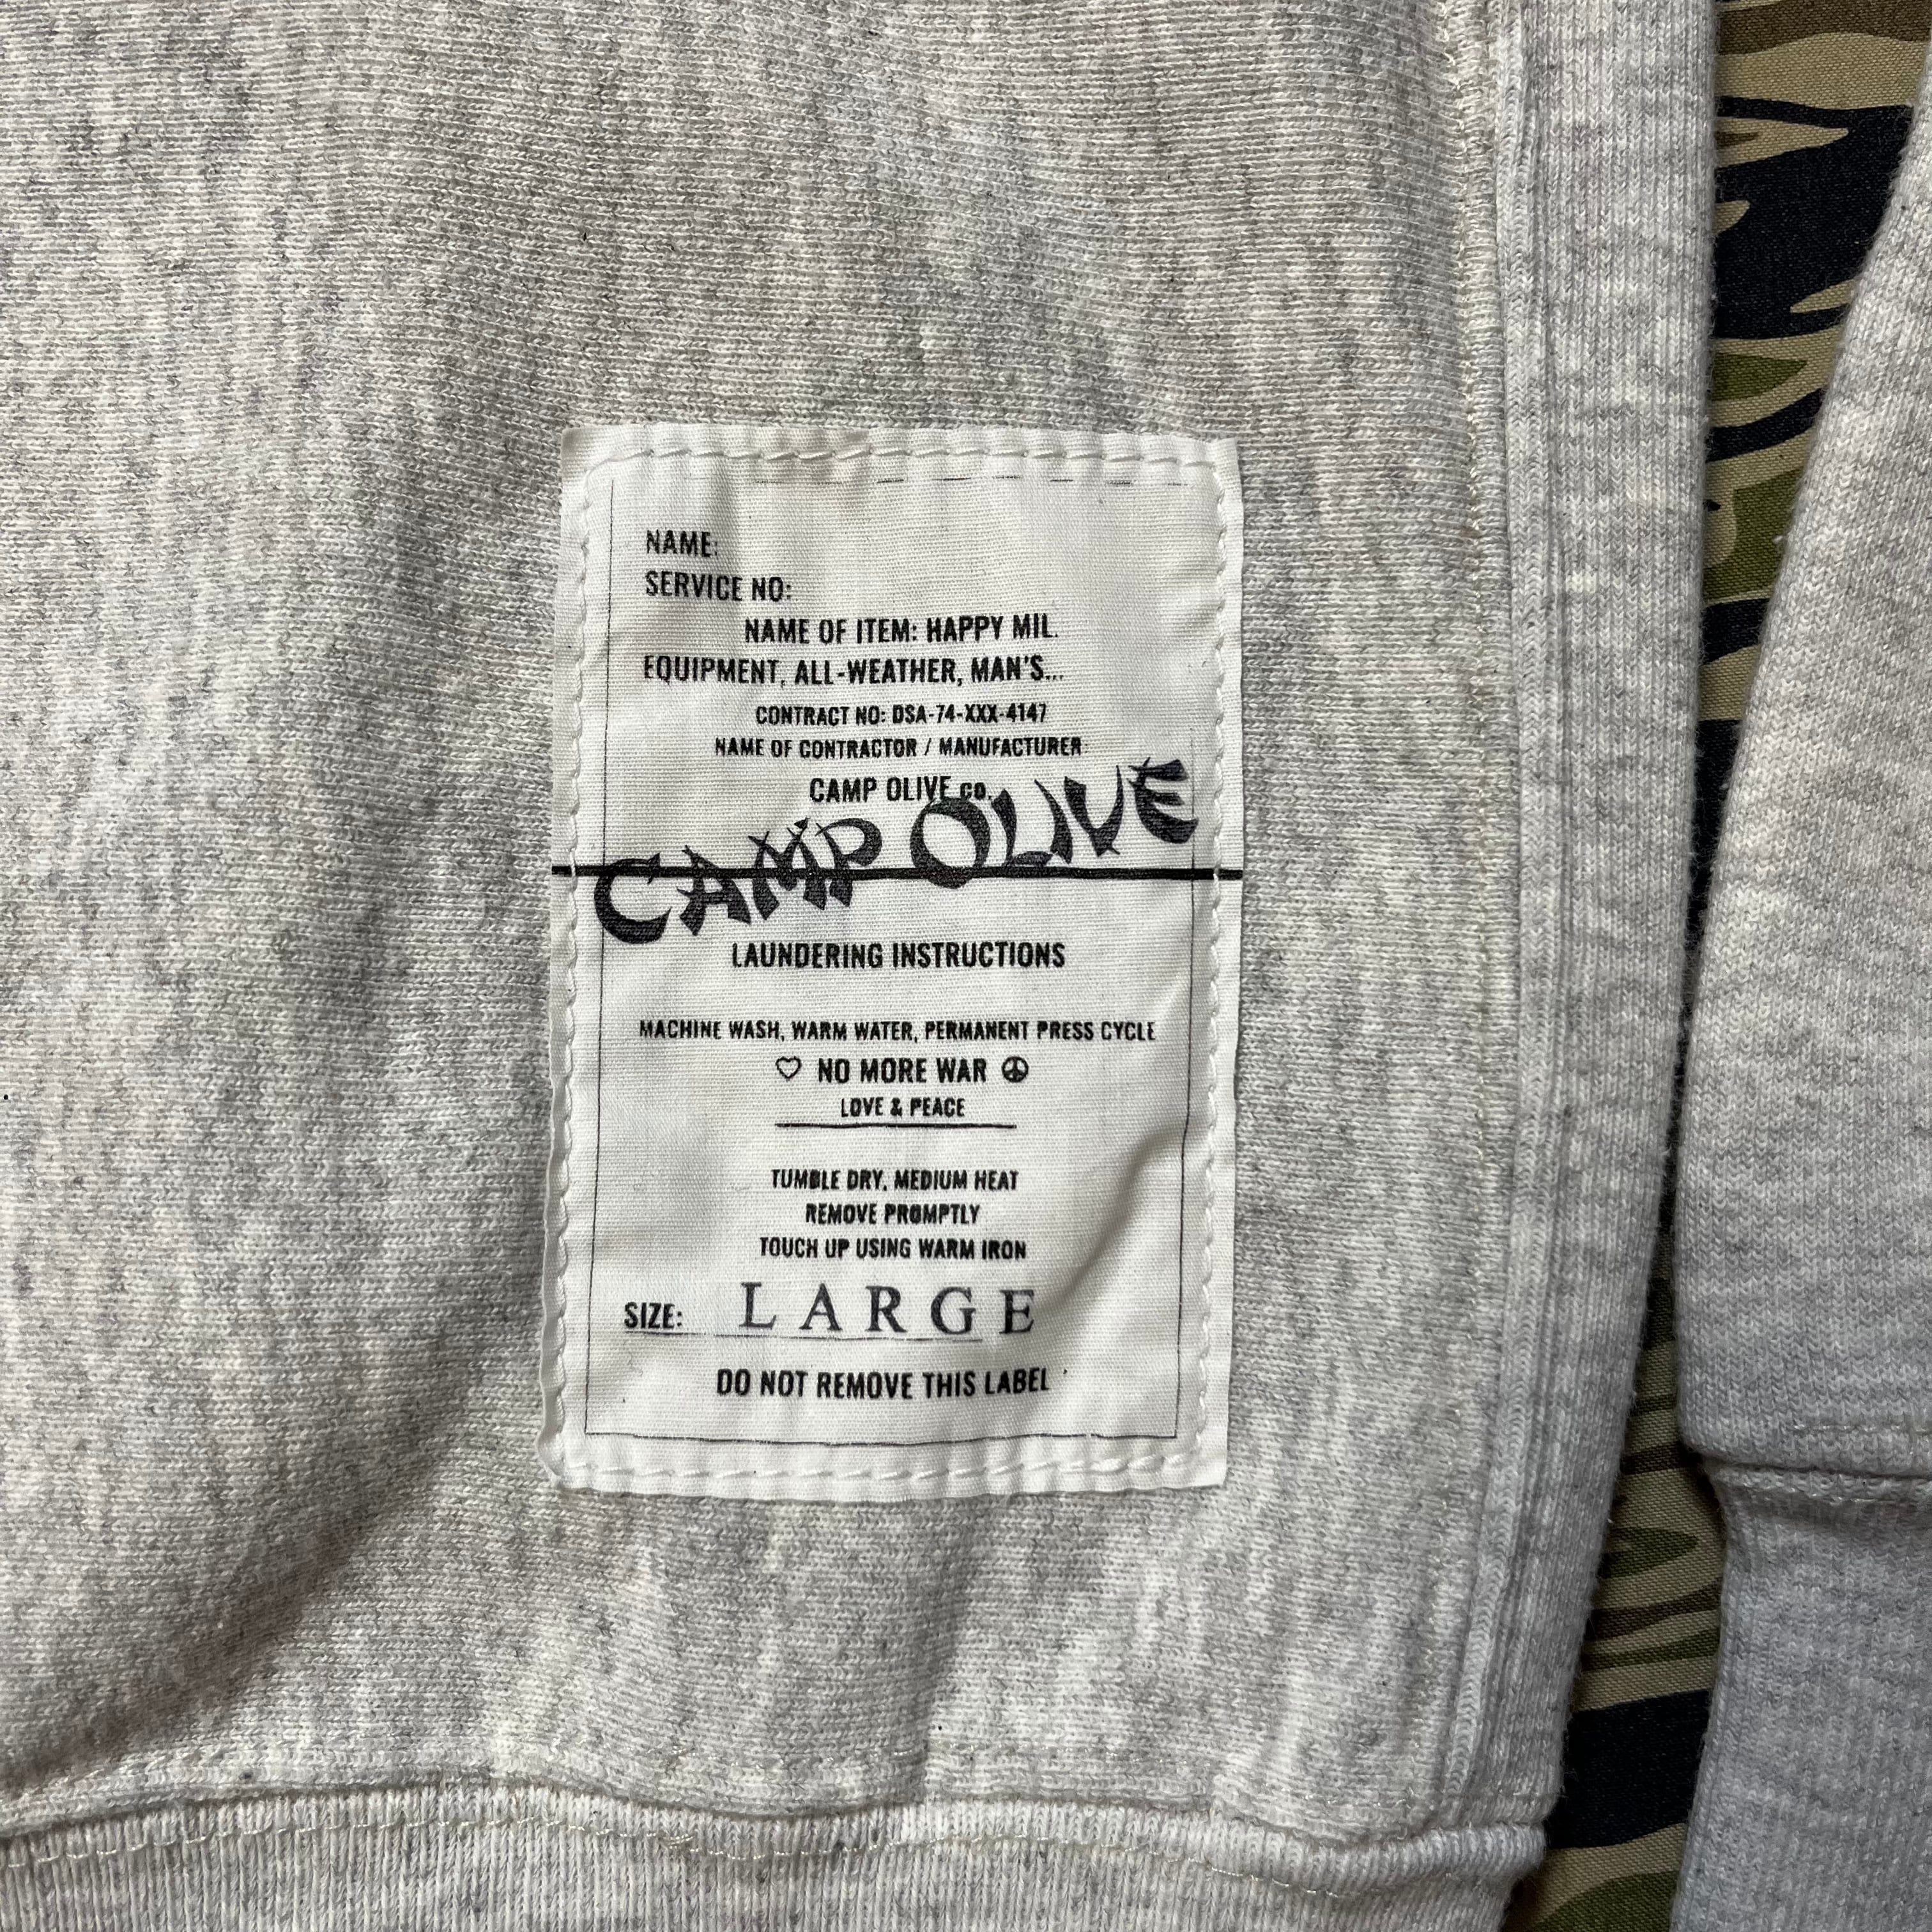 NAME:
SERVICE NO:
NAME OF ITEM: HAPPY MIL.
EQUIPMENT, ALL-WEATHER, MAN'S...
CONTRACT NO: DSA-74-XXX-4147
NAME OF CONTRACTOR / MANUFACTURER
CAMP OLIVE co.
CAMP OLIVE
LAUNDERING INSTRUCTIONS
MACHINE WASH, WARM WATER, PERMANENT PRESS CYCLE
♡ NO MORE WAR ☮
LOVE & PEACE
TUMBLE DRY, MEDIUM HEAT
REMOVE PROMPTLY
TOUCH UP USING WARM IRON
SIZE: LARGE
DO NOT REMOVE THIS LABEL